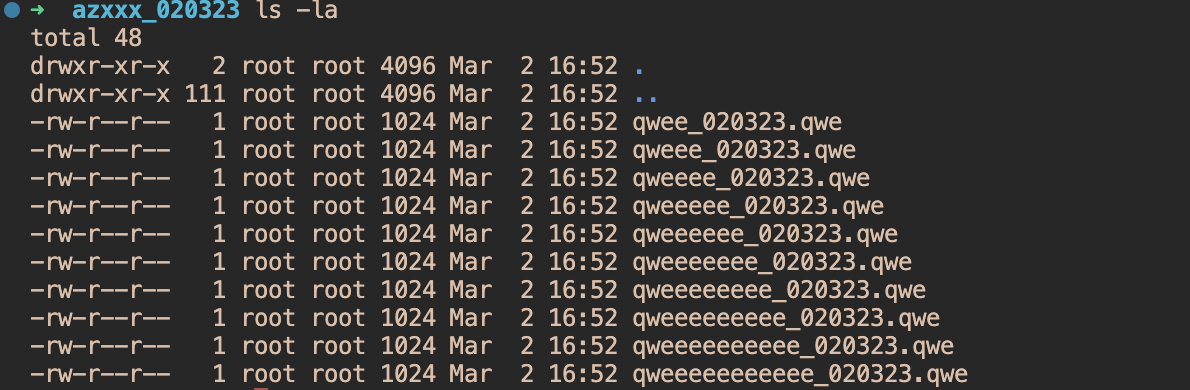 ➜ azxxx_020323 ls -la
total 48
drwxr-xr-x   2 root root 4096 Mar  2 16:52 .
drwxr-xr-x 111 root root 4096 Mar  2 16:52 ..
-rw-r--r--   1 root root 1024 Mar  2 16:52 qwee_020323.qwe
-rw-r--r--   1 root root 1024 Mar  2 16:52 qweee_020323.qwe
-rw-r--r--   1 root root 1024 Mar  2 16:52 qweeee_020323.qwe
-rw-r--r--   1 root root 1024 Mar  2 16:52 qweeeee_020323.qwe
-rw-r--r--   1 root root 1024 Mar  2 16:52 qweeeeee_020323.qwe
-rw-r--r--   1 root root 1024 Mar  2 16:52 qweeeeeee_020323.qwe
-rw-r--r--   1 root root 1024 Mar  2 16:52 qweeeeeeee_020323.qwe
-rw-r--r--   1 root root 1024 Mar  2 16:52 qweeeeeeeee_020323.qwe
-rw-r--r--   1 root root 1024 Mar  2 16:52 qweeeeeeeeee_020323.qwe
-rw-r--r--   1 root root 1024 Mar  2 16:52 qweeeeeeeeeee_020323.qwe